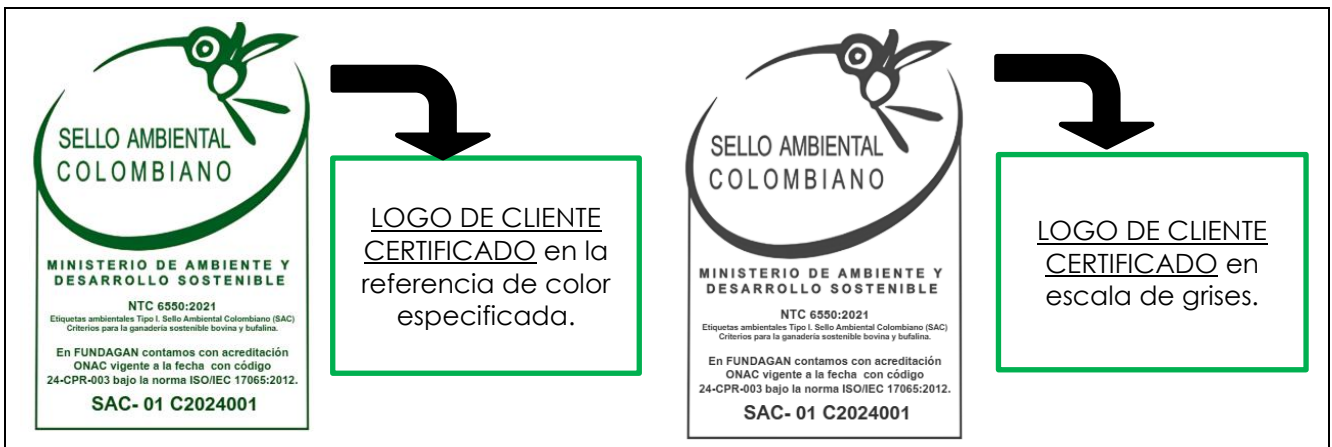 SELLO AMBIENTAL
COLOMBIANO
MINISTERIO DE AMBIENTE Y
DESARROLLO SOSTENIBLE
NTC 6550:2021
Etiquetas ambientales Tipo I. Sello Ambiental Colombiano (SAC)
Criterios para la ganadería sostenible bovina y bufalina.
En FUNDAGAN contamos con acreditación
ONAC vigente a la fecha con código
24-CPR-003 bajo la norma ISO/IEC 17065:2012.
SAC- 01 C2024001
LOGO DE CLIENTE
CERTIFICADO en la
referencia de color
especificada.
SELLO AMBIENTAL
COLOMBIANO
MINISTERIO DE AMBIENTE Y
DESARROLLO SOSTENIBLE
NTC 6550:2021
Etiquetas ambientales Tipo I. Sello Ambiental Colombiano (SAC)
Criterios para la ganadería sostenible bovina y bufalina.
En FUNDAGAN contamos con acreditación
ONAC vigente a la fecha con código
24-CPR-003 bajo la norma ISO/IEC 17065:2012.
SAC- 01 C2024001
LOGO DE CLIENTE
CERTIFICADO en
escala de grises.